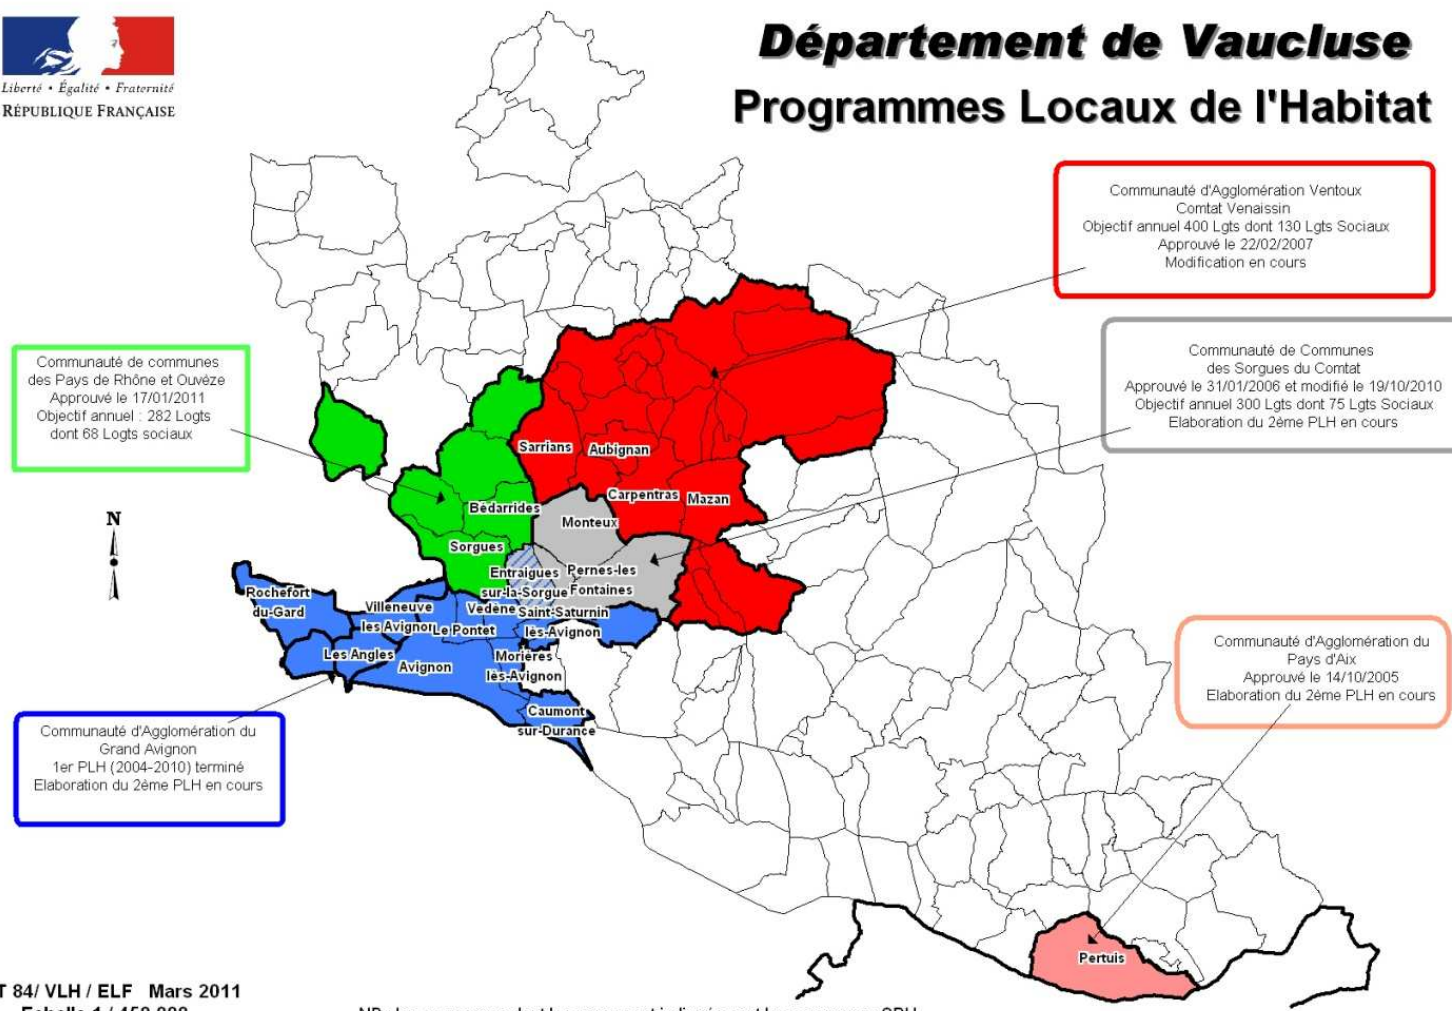 Liberté • Égalité • Fraternité
RÉPUBLIQUE FRANÇAISE
Département de Vaucluse
Programmes Locaux de l'Habitat
Communauté d'Agglomération Ventoux
Comtat Venaissin
Objectif annuel 400 Lgts dont 130 Lgts Sociaux
Approuvé le 22/02/2007
Modification en cours
Communauté de Communes
des Sorgues du Comtat
Approuvé le 31/01/2006 et modifié le 19/10/2010
Objectif annuel 300 Lgts dont 75 Lgts Sociaux
Elaboration du 2ème PLH en cours
Communauté de communes
des Pays de Rhône et Ouvèze
Approuvé le 17/01/2011
Objectif annuel : 282 Logts
dont 68 Logts sociaux
Sarrians
Aubignan
Carpentras
Mazan
Bédarrides
Monteux
Sorgues
Entraigues
sur-la-Sorgue
Pernes-les
Fontaines
N
Rochefort
du-Gard
Villeneuve
les Avignon
Le Pontet
Vedène
Saint-Saturnin
lès-Avignon
Les Angles
Avignon
Morières
lès-Avignon
Caumont
sur-Durance
Communauté d'Agglomération du
Pays d'Aix
Approuvé le 14/10/2005
Elaboration du 2ème PLH en cours
Communauté d'Agglomération du
Grand Avignon
1er PLH (2004-2010) terminé
Elaboration du 2ème PLH en cours
Pertuis
T 84/ VLH / ELF Mars 2011